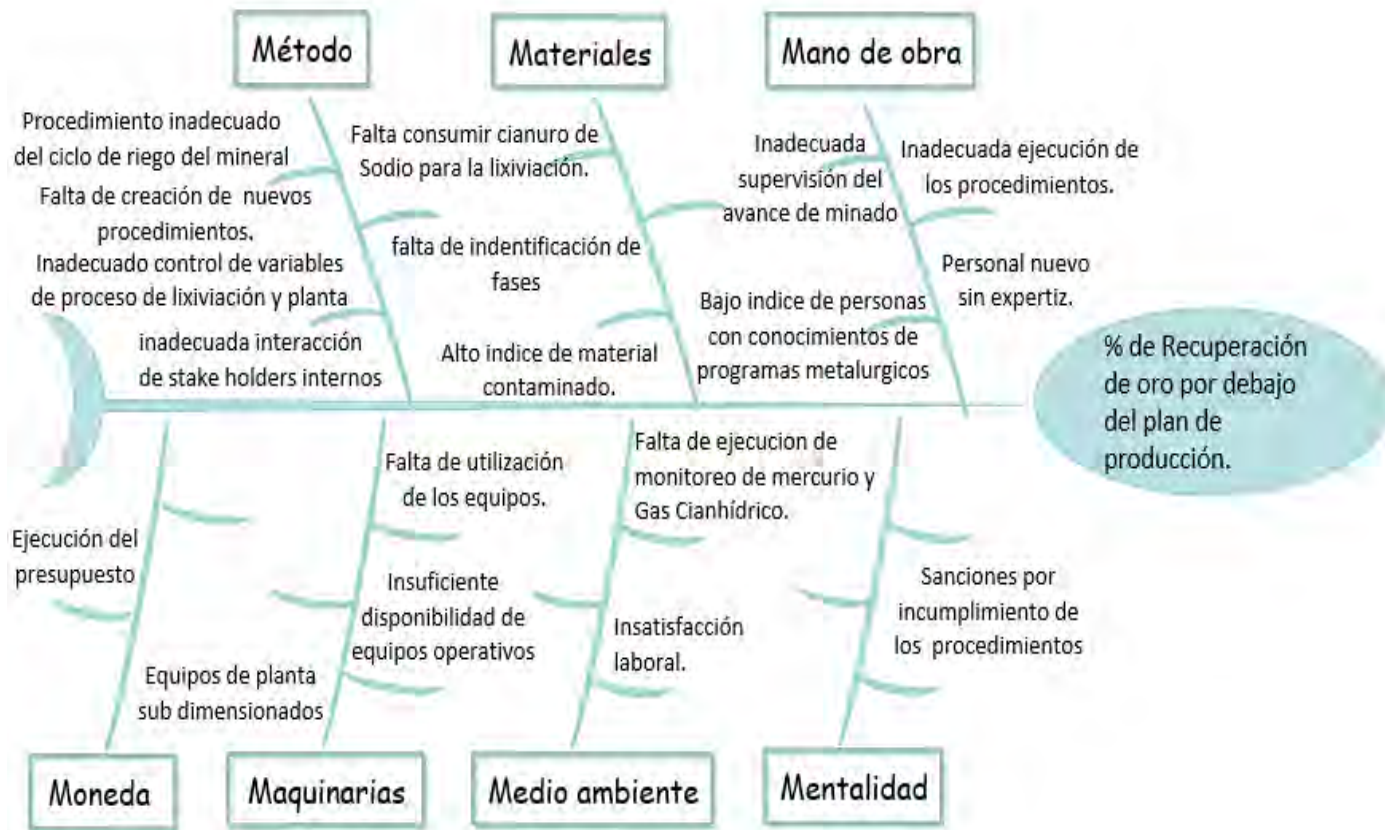 Método
Materiales
Mano de obra
Procedimiento inadecuado
del ciclo de riego del mineral
Falta de creación de nuevos
procedimientos.
Inadecuado control de variables
de proceso de lixiviación y planta
inadecuada interacción
de stake holders internos
Falta consumir cianuro de
Sodio para la lixiviación.
falta de indentificación de
fases
Alto indice de material
contaminado.
Inadecuada
supervisión del
avance de minado
Bajo indice de personas
con conocimientos de
programas metalurgicos
Inadecuada ejecución de
los procedimientos.
Personal nuevo
sin expertiz.
% de Recuperación
de oro por debajo
del plan de
producción.
Ejecución del
presupuesto
Equipos de planta
sub dimensionados
Falta de utilización
de los equipos.
Insuficiente
disponibilidad de
equipos operativos
Falta de ejecucion de
monitoreo de mercurio y
Gas Cianhídrico.
Insatisfacción
laboral.
Sanciones por
incumplimiento de
los procedimientos
Moneda
Maquinarias
Medio ambiente
Mentalidad